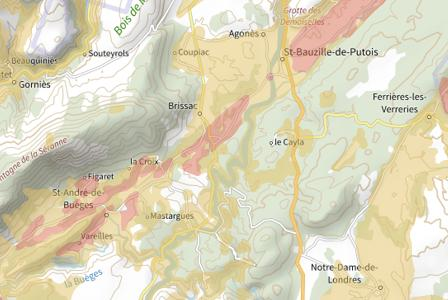 Bois de
Grotte des
Demoiselles
Agonès
Beauquiniès
Souteyrols
Coupiac
St-Bauzille-de-Putois
Gorniès
Ferrières-les-
Verreries
Brissac
le Cayla
Montagne de la Séranne
la Croix
Figaret
St-André-de-
Buèges
Mastargues
Vareilles
la Buèges
Notre-Dame-de-
Londres